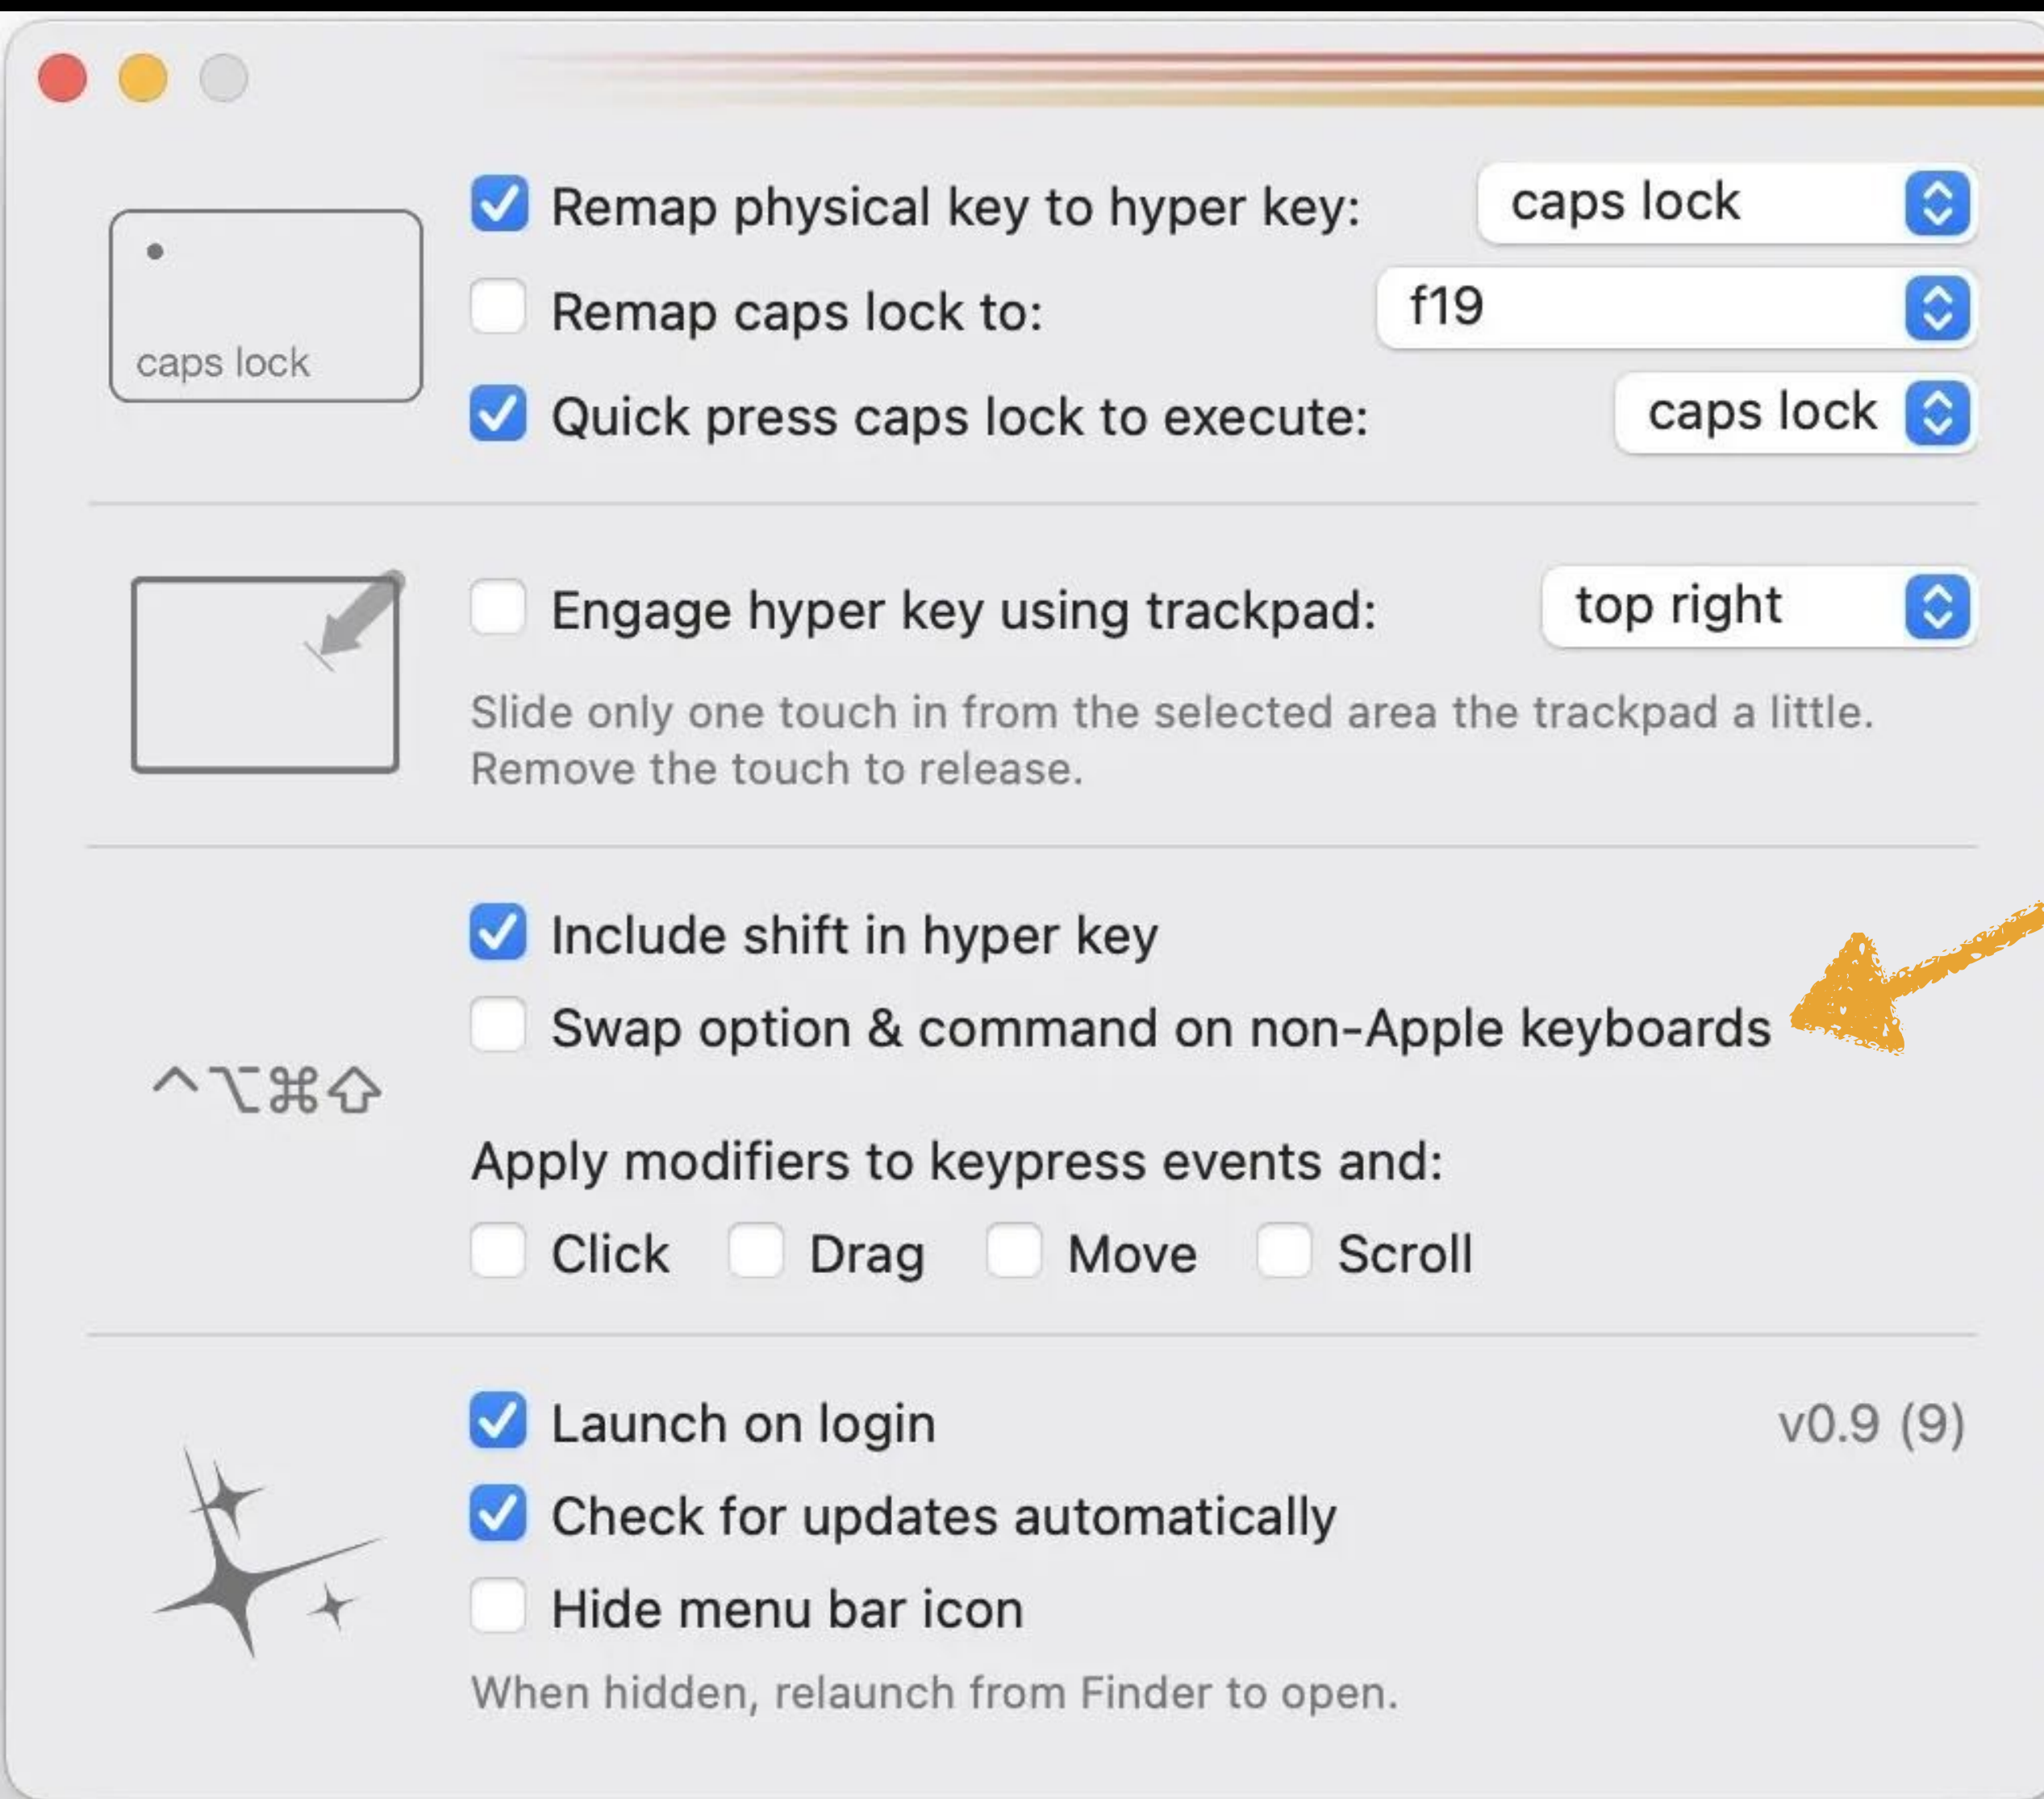 caps lock
Remap physical key to hyper key: caps lock
Remap caps lock to: f19
Quick press caps lock to execute: caps lock
Engage hyper key using trackpad: top right
Slide only one touch in from the selected area the trackpad a little.
Remove the touch to release.
⌃⌥⌘⇧
Include shift in hyper key
Swap option & command on non-Apple keyboards
Apply modifiers to keypress events and:
Click Drag Move Scroll
Launch on login v0.9 (9)
Check for updates automatically
Hide menu bar icon
When hidden, relaunch from Finder to open.